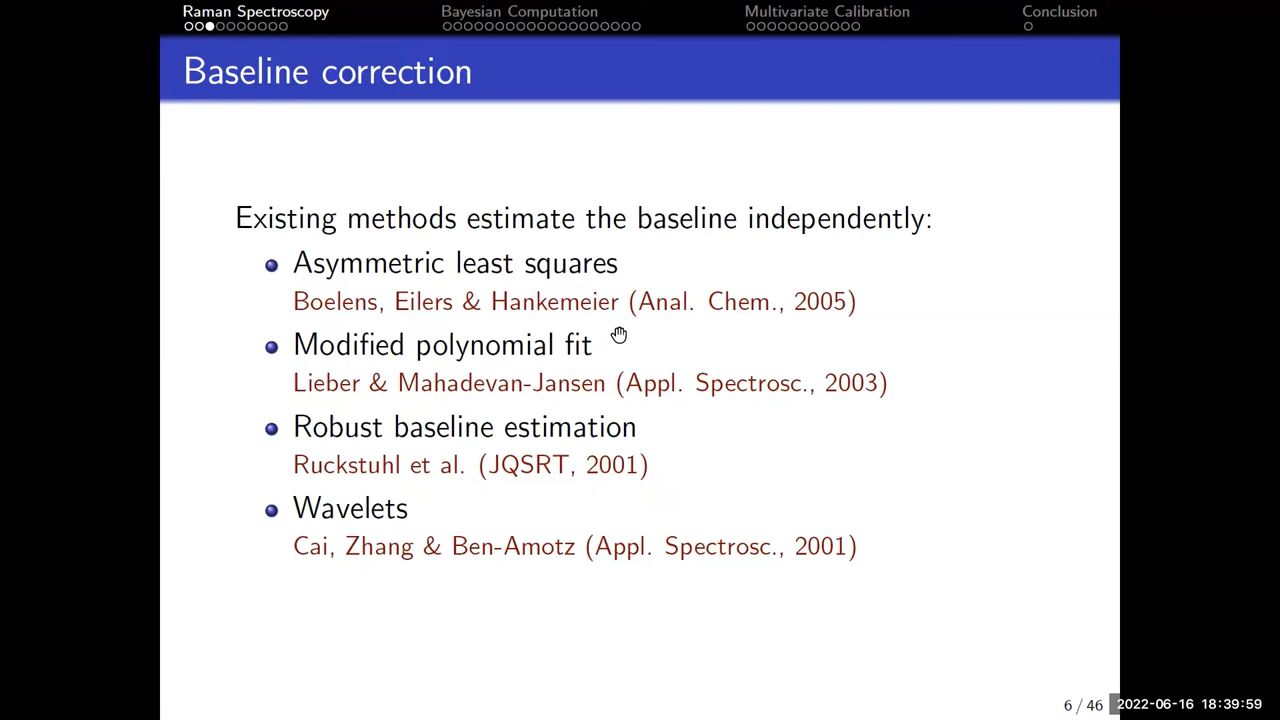 Raman Spectroscopy Bayesian Computation Multivariate Calibration Conclusion
Baseline correction
Existing methods estimate the baseline independently:
Asymmetric least squares
Boelens, Eilers & Hankemeier (Anal. Chem., 2005)
Modified polynomial fit
Lieber & Mahadevan-Jansen (Appl. Spectrosc., 2003)
Robust baseline estimation
Ruckstuhl et al. (JQSRT, 2001)
Wavelets
Cai, Zhang & Ben-Amotz (Appl. Spectrosc., 2001)
6 / 46 2022-06-16 18:39:59